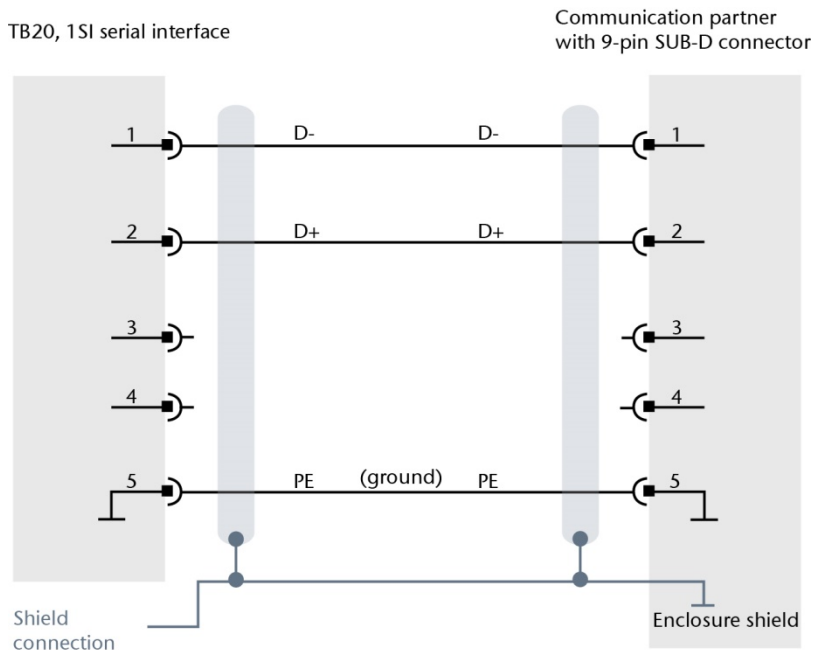 TB20, 1SI serial interface
Communication partner
with 9-pin SUB-D connector
1 D- D- 1
2 D+ D+ 2
3 3
4 4
5 PE (ground) PE 5
Shield
connection
Enclosure shield